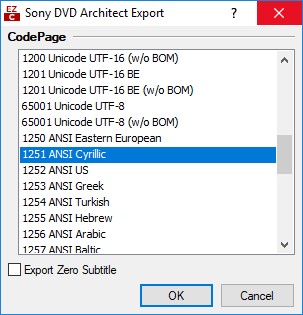 EZ
C
Sony DVD Architect Export
?
CodePage
1200 Unicode UTF-16 (w/o BOM)
1201 Unicode UTF-16 BE
1201 Unicode UTF-16 BE (w/o BOM)
65001 Unicode UTF-8
65001 Unicode UTF-8 (w/o BOM)
1250 ANSI Eastern European
1251 ANSI Cyrillic
1252 ANSI US
1253 ANSI Greek
1254 ANSI Turkish
1255 ANSI Hebrew
1256 ANSI Arabic
1257 ANSI Baltic
Export Zero Subtitle
OK
Cancel